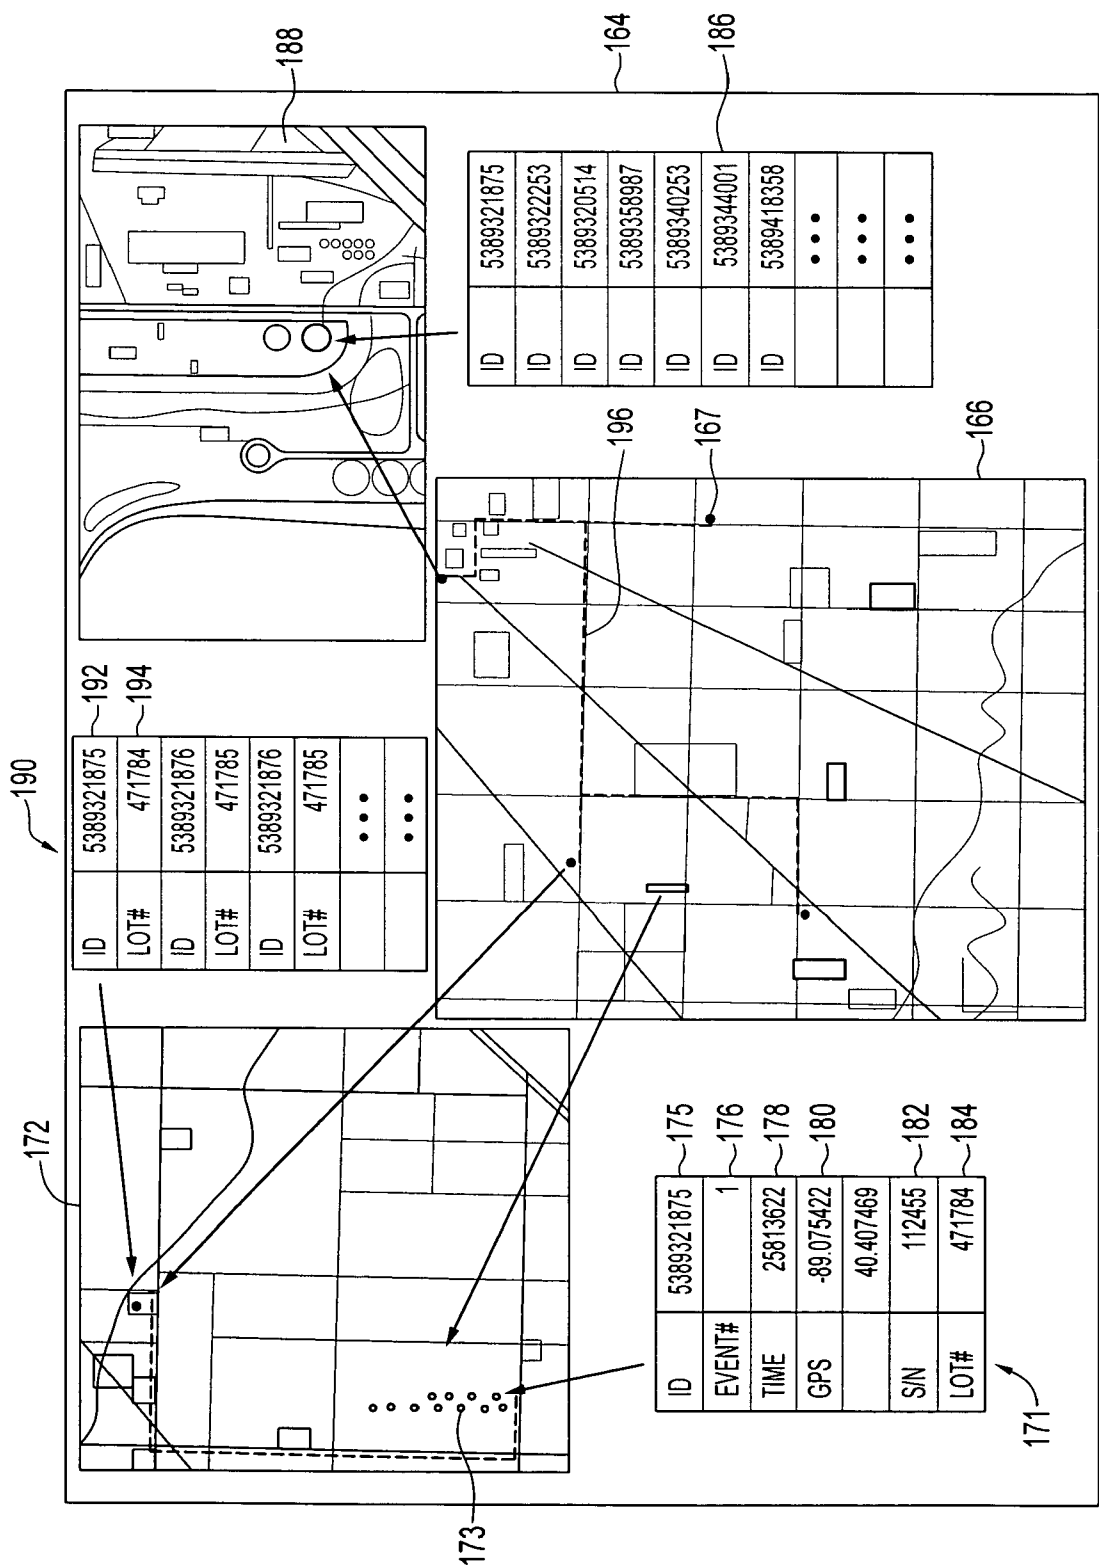 190
172
ID 5389321875
LOT# 471784
ID 5389321876
LOT# 471785
ID 5389321876
LOT# 471785
••• 
•••
192
194
188
164
173
ID 5389321875
EVENT# 1
TIME 25813622
GPS -89.075422
40.407469
S/N 112455
LOT# 471784
175
176
178
180
182
184
171
196
167
166
ID 5389321875
ID 5389322253
ID 5389320514
ID 5389358987
ID 5389340253
ID 5389344001
ID 5389418358
•••
•••
•••
186